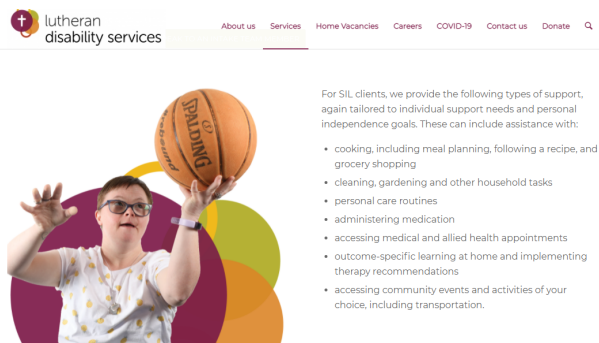 lutheran
disability services
About us
Services
Home Vacancies
Careers
COVID-19
Contact us
Donate
For SIL clients, we provide the following types of support,
again tailored to individual support needs and personal
independence goals. These can include assistance with:
• cooking, including meal planning, following a recipe, and
grocery shopping
• cleaning, gardening and other household tasks
• personal care routines
• administering medication
• accessing medical and allied health appointments
• outcome-specific learning at home and implementing
therapy recommendations
• accessing community events and activities of your
choice, including transportation.
SPALDING
Rebound